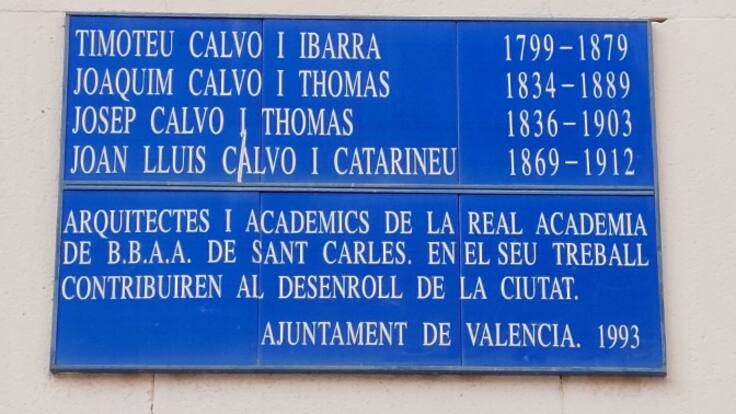 TIMOTEU CALVO I IBARRA 1799-1879
JOAQUIM CALVO I THOMAS 1834-1889
JOSEP CALVO I THOMAS 1836-1903
JOAN LLUIS CALVO I CATARINEU 1869-1912
ARQUITECTES I ACADEMICS DE LA REAL ACADEMIA
DE B.B.A.A. DE SANT CARLES. EN EL SEU TREBALL
CONTRIBUIREN AL DESENROLL DE LA CIUTAT.
AJUNTAMENT DE VALENCIA. 1993